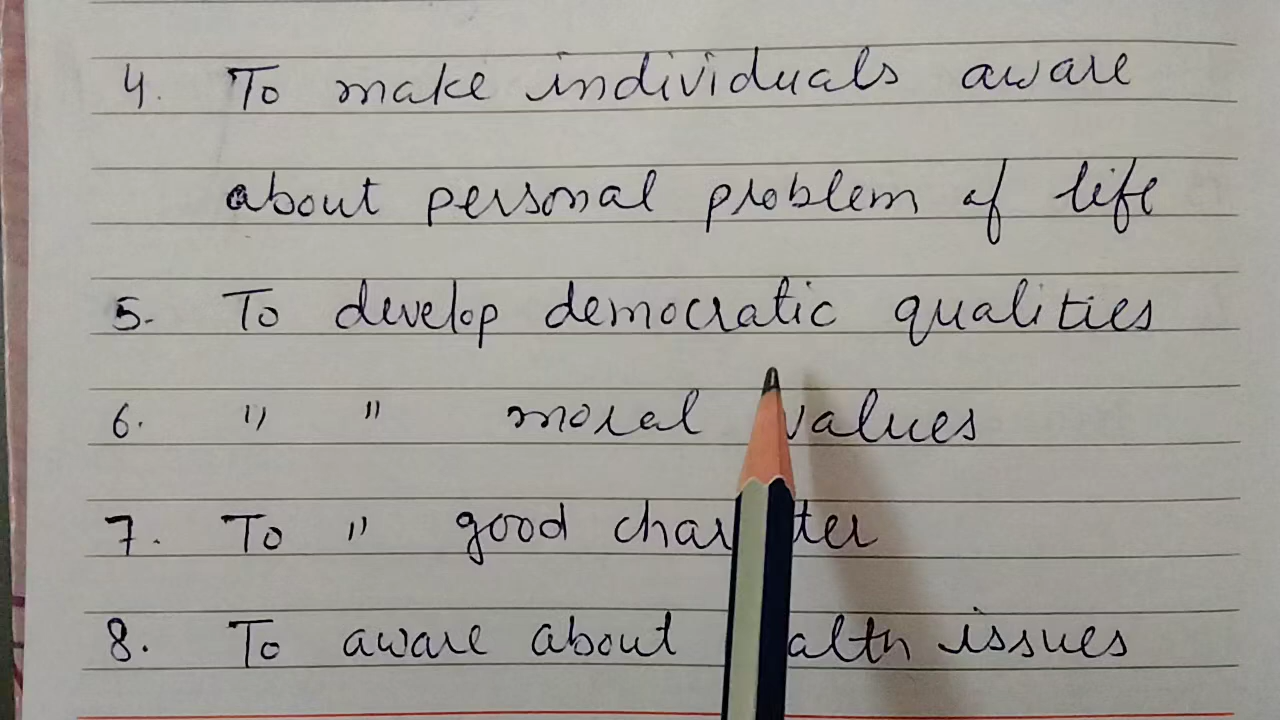 4. To make individuals aware
about personal problem of life
5. To develop democratic qualities
6. " " moral values
7. To " good
8. To aware about issues